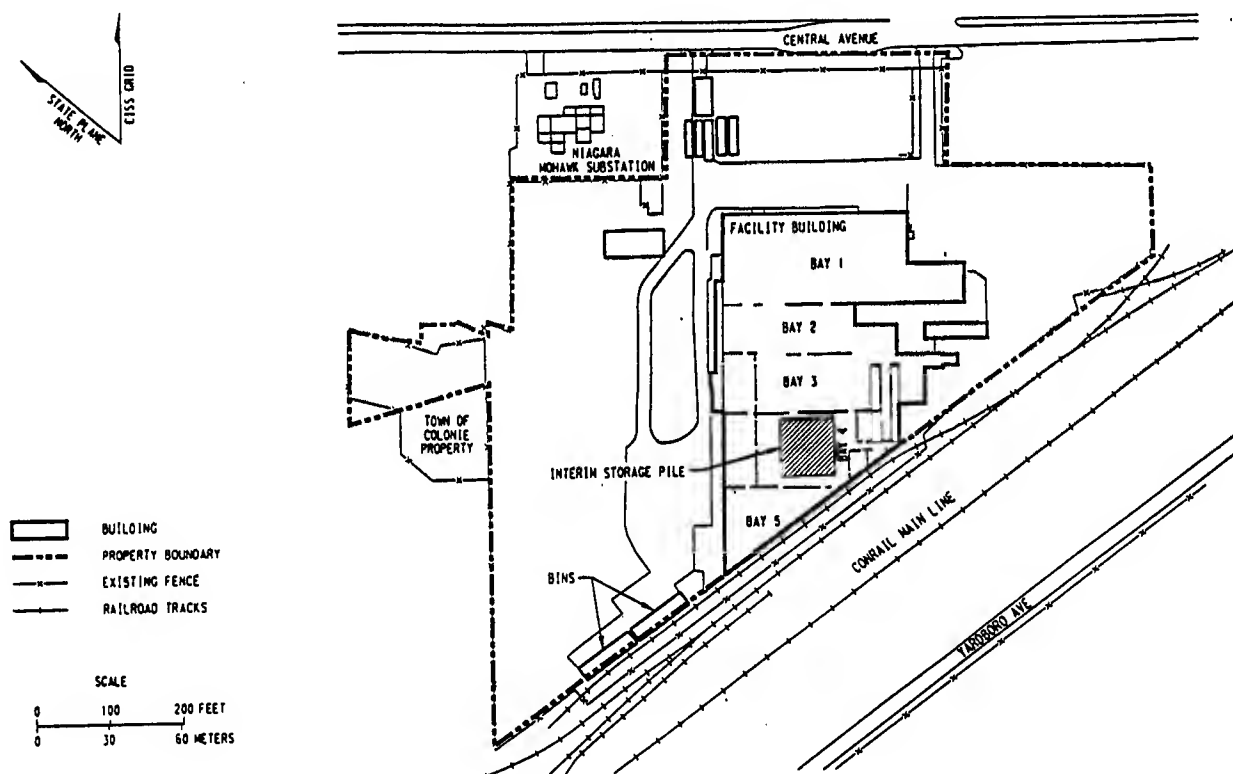 CENTRAL AVENUE
CISS GRID
STATE PLANE
NORTH
NIAGARA
MOHAWK SUBSTATION
FACILITY BUILDING
BAY 1
BAY 2
BAY 3
BAY 4
TOWN OF
COLONIE
PROPERTY
INTERIM STORAGE PILE
BAY 5
BINS
CONRAIL MAIN LINE
YARDBORO AVE
BUILDING
PROPERTY BOUNDARY
EXISTING FENCE
RAILROAD TRACKS
SCALE
0 100 200 FEET
0 30 60 METERS